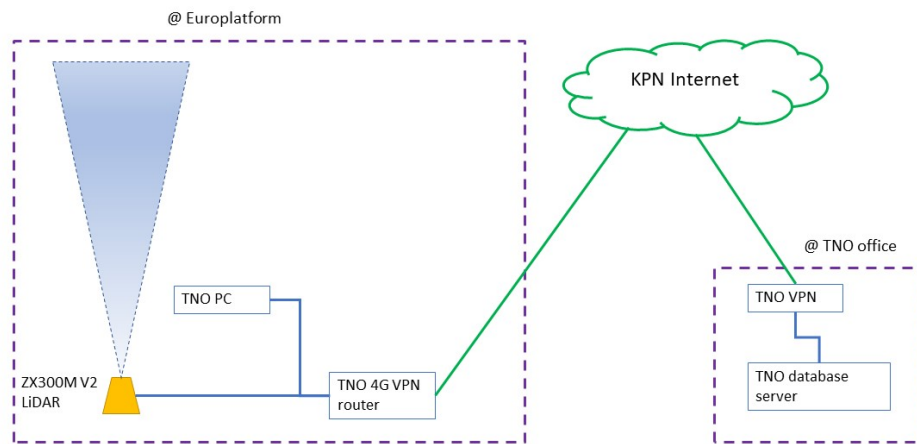 @ Europlatform
KPN Internet
@ TNO office
TNO PC
TNO VPN
ZX300M V2
LiDAR
TNO 4G VPN
router
TNO database
server